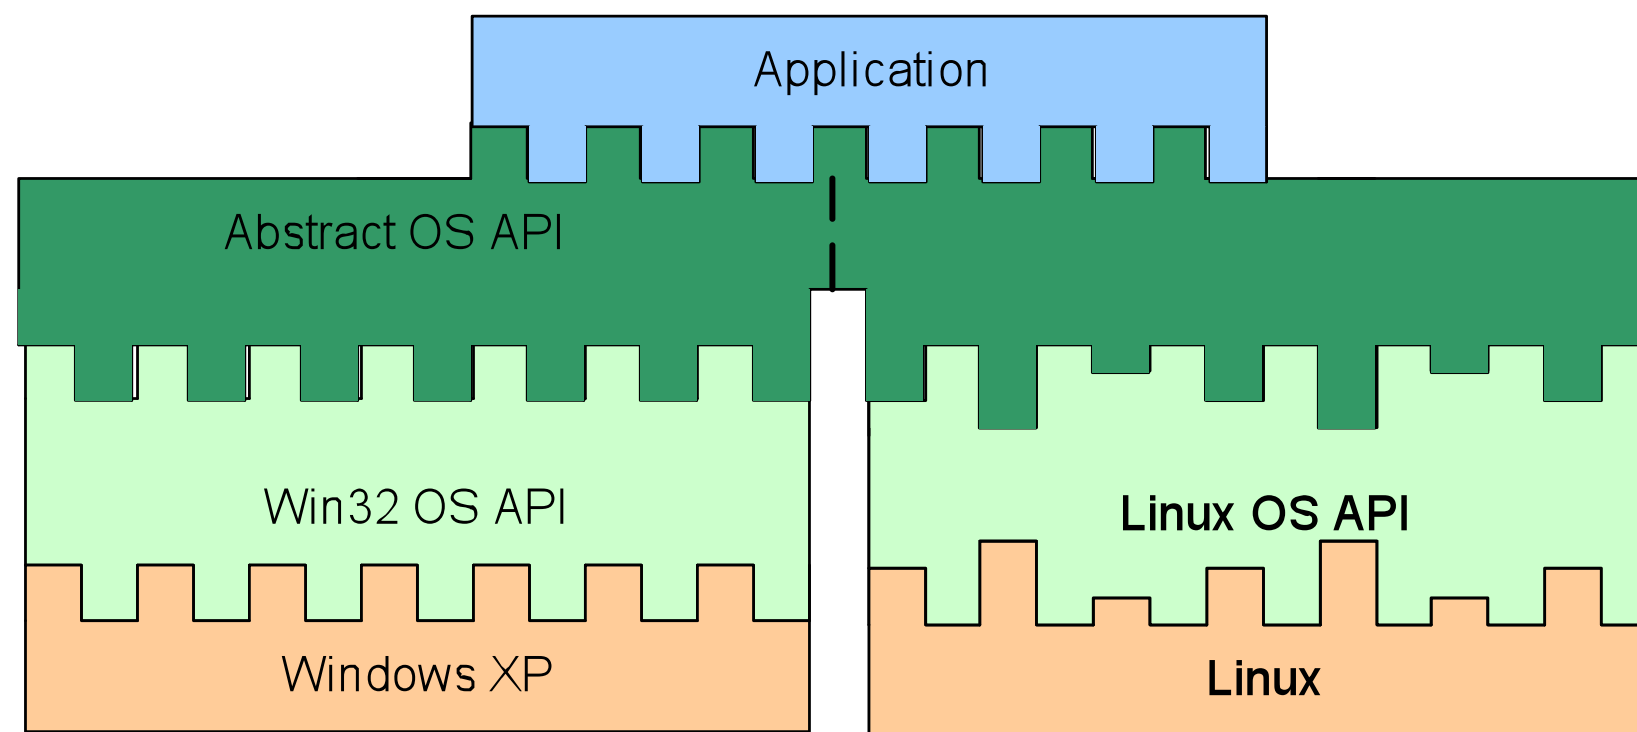 Application
Abstract OS API
Win32 OS API
Linux OS API
Windows XP
Linux